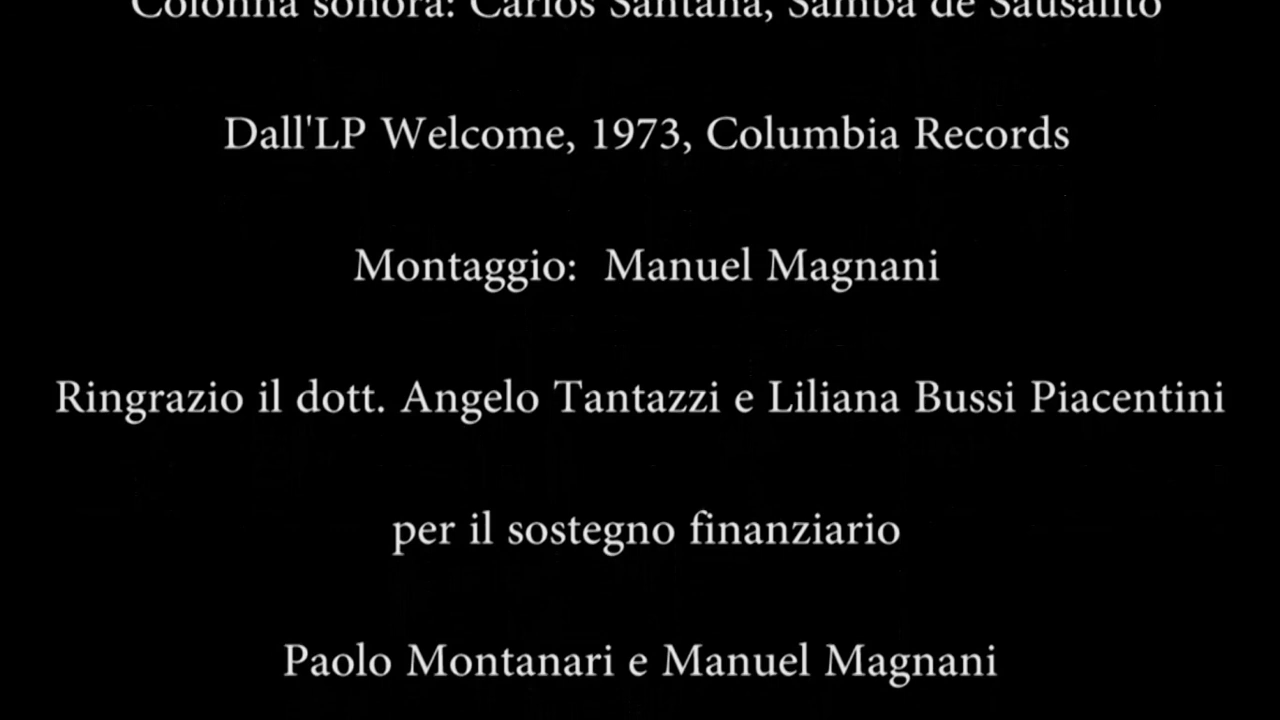 Colonna sonora: Carlos Santana, Samba de Sausalito
Dall'LP Welcome, 1973, Columbia Records
Montaggio:  Manuel Magnani
Ringrazio il dott. Angelo Tantazzi e Liliana Bussi Piacentini
per il sostegno finanziario
Paolo Montanari e Manuel Magnani